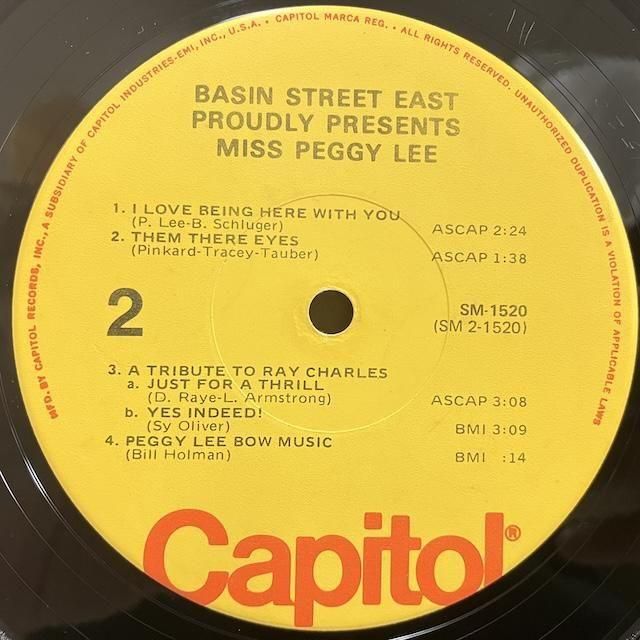 MFD. BY CAPITOL RECORDS, INC., A SUBSIDIARY OF CAPITOL INDUSTRIES-EMI, INC., U.S.A. • CAPITOL MARCA REG. • ALL RIGHTS RESERVED. UNAUTHORIZED DUPLICATION IS A VIOLATION OF APPLICABLE LAWS
BASIN STREET EAST
PROUDLY PRESENTS
MISS PEGGY LEE
1. I LOVE BEING HERE WITH YOU
(P. Lee-B. Schluger) ASCAP 2:24
2. THEM THERE EYES
(Pinkard-Tracey-Tauber) ASCAP 1:38
2
SM-1520
(SM 2-1520)
3. A TRIBUTE TO RAY CHARLES
a. JUST FOR A THRILL
(D. Raye-L. Armstrong) ASCAP 3:08
b. YES INDEED!
(Sy Oliver) BMI 3:09
4. PEGGY LEE BOW MUSIC
(Bill Holman) BMI :14
Capitol®